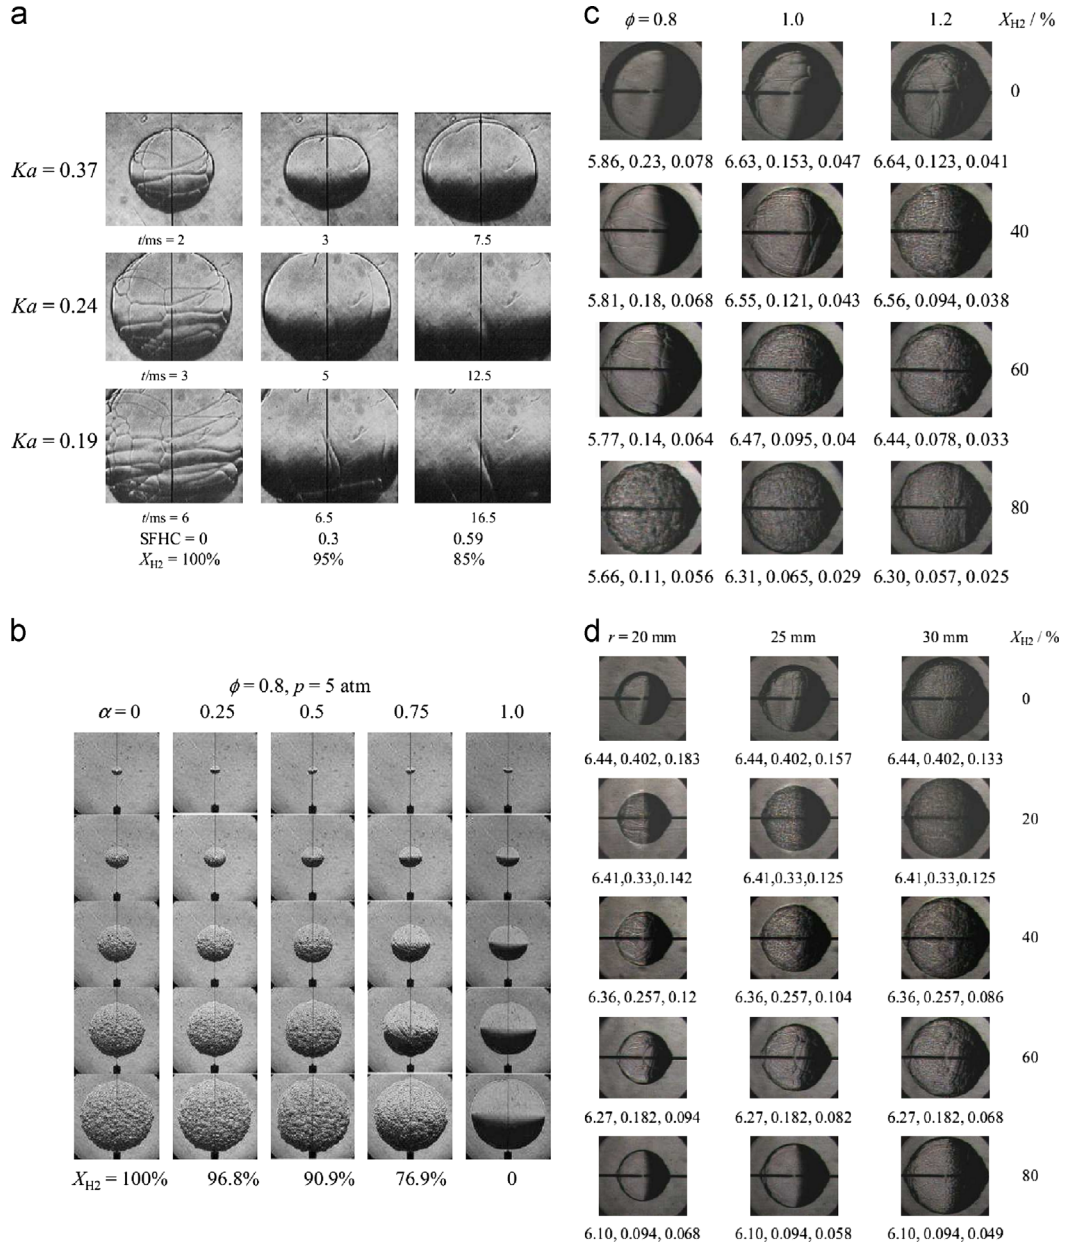 a
Ka = 0.37
t/ms = 2 3 7.5
Ka = 0.24
t/ms = 3 5 12.5
Ka = 0.19
t/ms = 6 6.5 16.5
SFHC = 0 0.3 0.59
XH2 = 100% 95% 85%
b
ϕ = 0.8, p = 5 atm
α = 0 0.25 0.5 0.75 1.0
XH2 = 100% 96.8% 90.9% 76.9% 0
c
ϕ = 0.8 1.0 1.2 XH2 / %
0
5.86, 0.23, 0.078 6.63, 0.153, 0.047 6.64, 0.123, 0.041
40
5.81, 0.18, 0.068 6.55, 0.121, 0.043 6.56, 0.094, 0.038
60
5.77, 0.14, 0.064 6.47, 0.095, 0.04 6.44, 0.078, 0.033
80
5.66, 0.11, 0.056 6.31, 0.065, 0.029 6.30, 0.057, 0.025
d
r = 20 mm 25 mm 30 mm XH2 / %
0
6.44, 0.402, 0.183 6.44, 0.402, 0.157 6.44, 0.402, 0.133
20
6.41,0.33,0.142 6.41,0.33,0.125 6.41,0.33,0.125
40
6.36, 0.257, 0.12 6.36, 0.257, 0.104 6.36, 0.257, 0.086
60
6.27, 0.182, 0.094 6.27, 0.182, 0.082 6.27, 0.182, 0.068
80
6.10, 0.094, 0.068 6.10, 0.094, 0.058 6.10, 0.094, 0.049